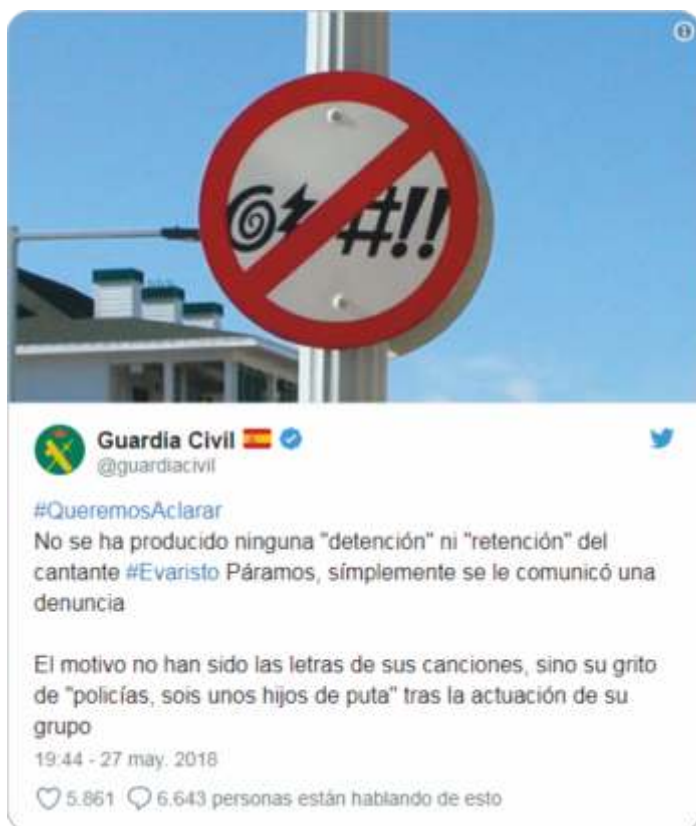 @⚡#!!
Guardia Civil 🇪🇸
@guardiacivil
#QueremosAclarar
No se ha producido ninguna "detención" ni "retención" del
cantante #Evaristo Páramos, símplemente se le comunicó una
denuncia
El motivo no han sido las letras de sus canciones, sino su grito
de "policías, sois unos hijos de puta" tras la actuación de su
grupo
19:44 - 27 may. 2018
5.861 6.643 personas están hablando de esto